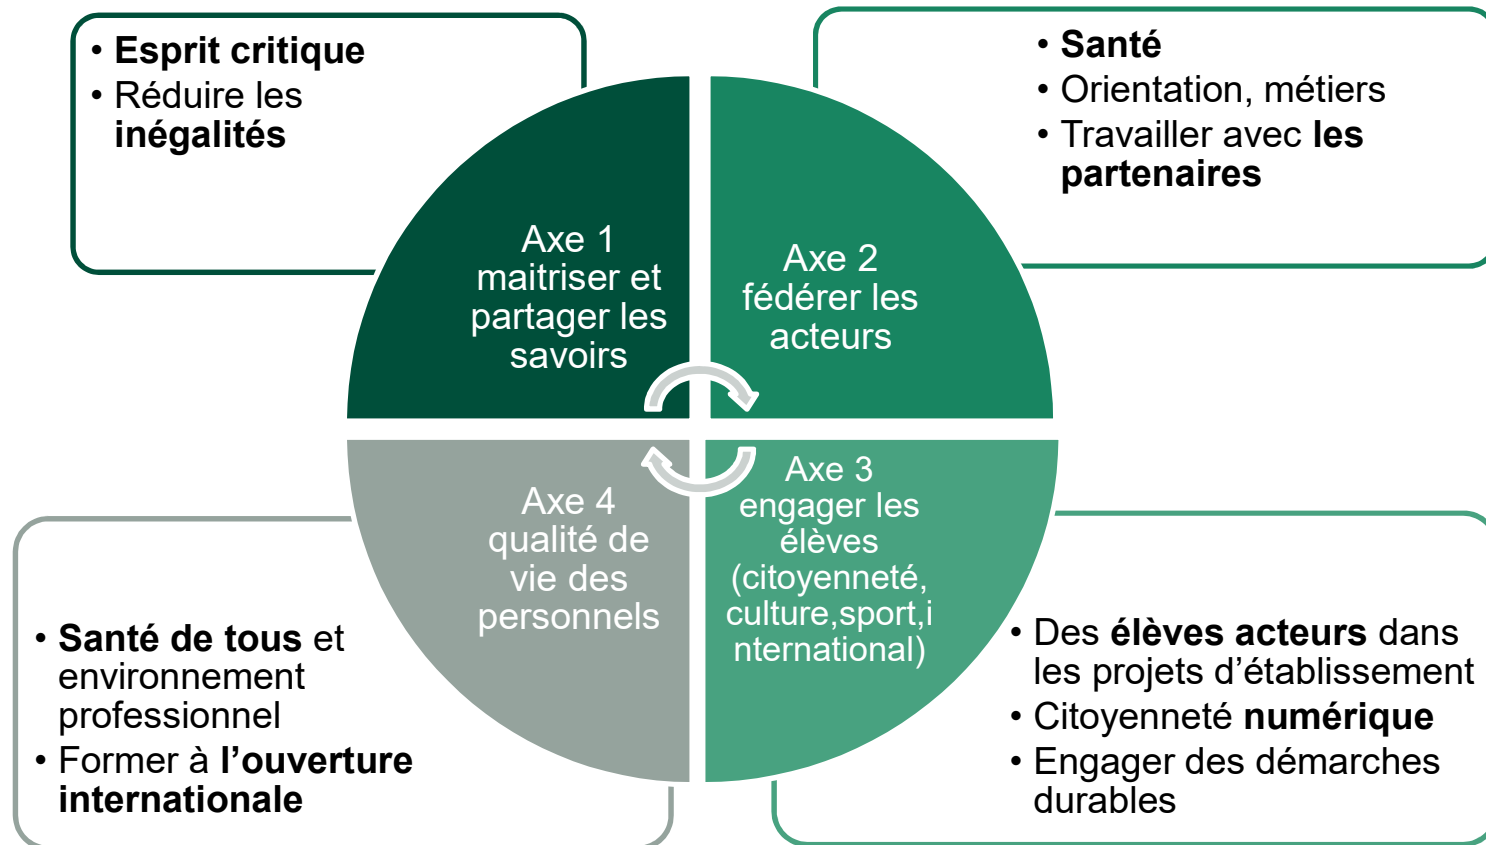 • Esprit critique
• Réduire les
inégalités
• Santé
• Orientation, métiers
• Travailler avec les
partenaires
Axe 1
maitriser et
partager les
savoirs
Axe 2
fédérer les
acteurs
Axe 4
qualité de
vie des
personnels
Axe 3
engager les
élèves
(citoyenneté,
culture,sport,i
nternational)
• Santé de tous et
environnement
professionnel
• Former à l’ouverture
internationale
• Des élèves acteurs dans
les projets d’établissement
• Citoyenneté numérique
• Engager des démarches
durables